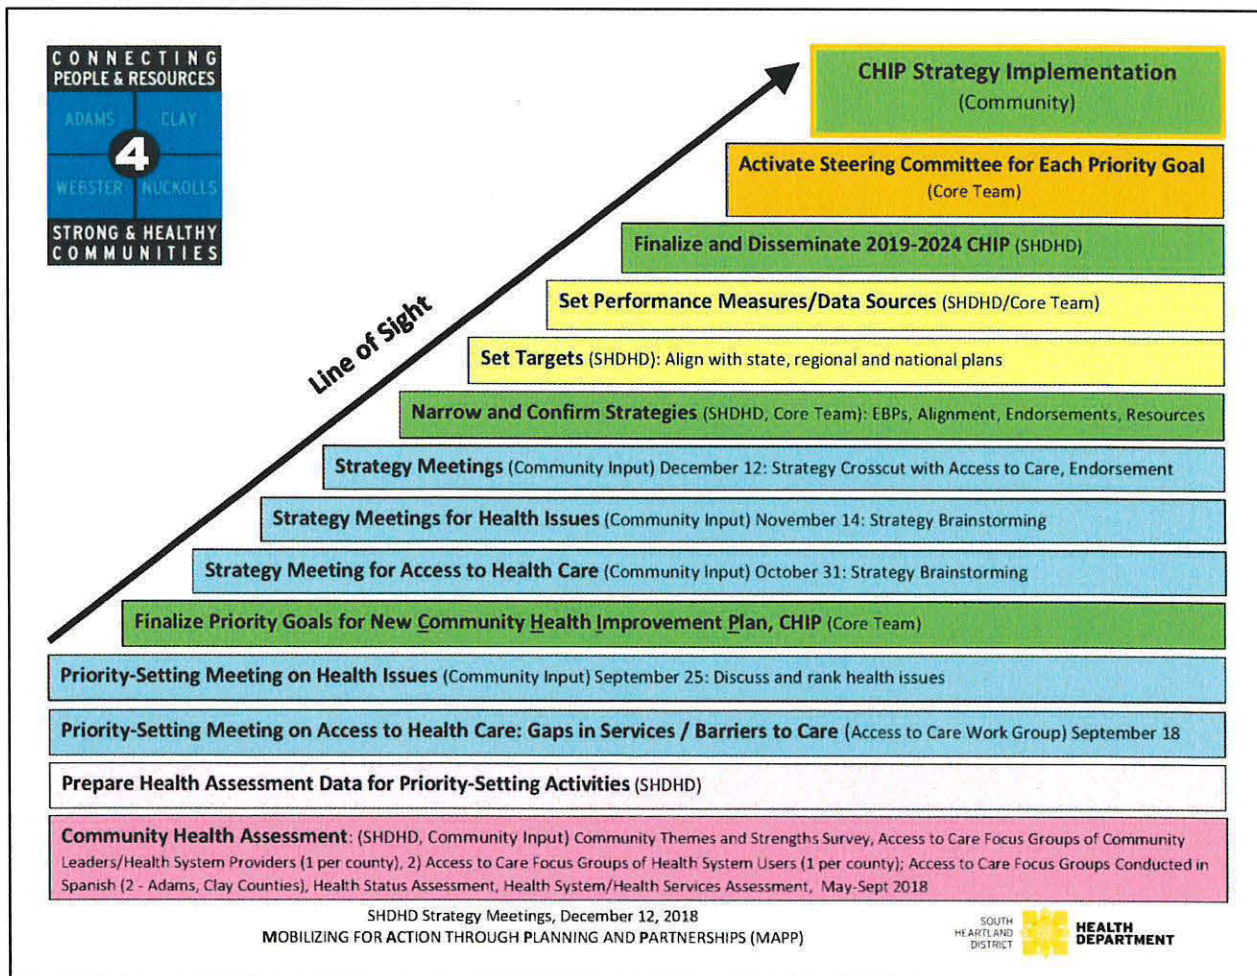 CONNECTING
PEOPLE & RESOURCES
ADAMS CLAY
4
WEBSTER NUCKOLLS
STRONG & HEALTHY
COMMUNITIES
Line of Sight
CHIP Strategy Implementation
(Community)
Activate Steering Committee for Each Priority Goal
(Core Team)
Finalize and Disseminate 2019-2024 CHIP (SHDHD)
Set Performance Measures/Data Sources (SHDHD/Core Team)
Set Targets (SHDHD): Align with state, regional and national plans
Narrow and Confirm Strategies (SHDHD, Core Team): EBPs, Alignment, Endorsements, Resources
Strategy Meetings (Community Input) December 12: Strategy Crosscut with Access to Care, Endorsement
Strategy Meetings for Health Issues (Community Input) November 14: Strategy Brainstorming
Strategy Meeting for Access to Health Care (Community Input) October 31: Strategy Brainstorming
Finalize Priority Goals for New Community Health Improvement Plan, CHIP (Core Team)
Priority-Setting Meeting on Health Issues (Community Input) September 25: Discuss and rank health issues
Priority-Setting Meeting on Access to Health Care: Gaps in Services / Barriers to Care (Access to Care Work Group) September 18
Prepare Health Assessment Data for Priority-Setting Activities (SHDHD)
Community Health Assessment: (SHDHD, Community Input) Community Themes and Strengths Survey, Access to Care Focus Groups of Community
Leaders/Health System Providers (1 per county), 2) Access to Care Focus Groups of Health System Users (1 per county); Access to Care Focus Groups Conducted in
Spanish (2 - Adams, Clay Counties), Health Status Assessment, Health System/Health Services Assessment, May-Sept 2018
SHDHD Strategy Meetings, December 12, 2018
MOBILIZING FOR ACTION THROUGH PLANNING AND PARTNERSHIPS (MAPP)
SOUTH
HEARTLAND
DISTRICT
HEALTH
DEPARTMENT